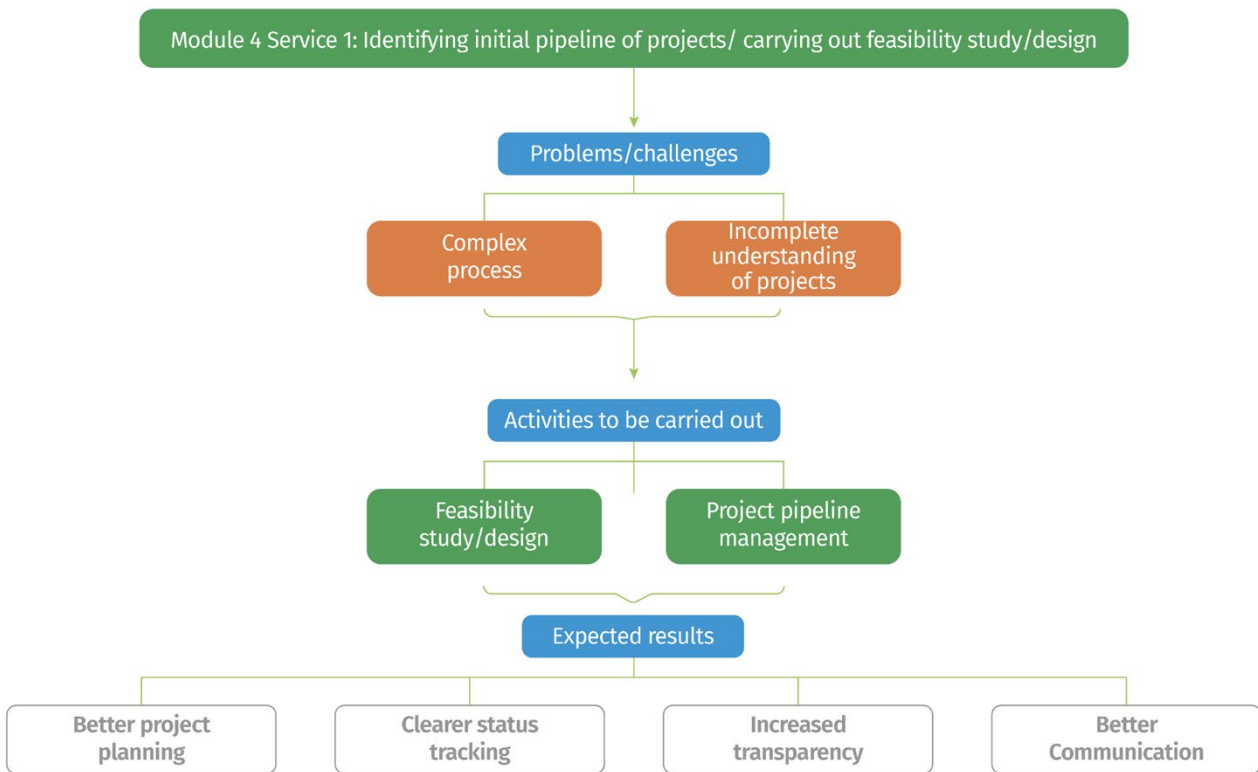 Module 4 Service 1: Identifying initial pipeline of projects/ carrying out feasibility study/design
Problems/challenges
Complex
process
Incomplete
understanding
of projects
Activities to be carried out
Feasibility
study/design
Project pipeline
management
Expected results
Better project
planning
Clearer status
tracking
Increased
transparency
Better
Communication